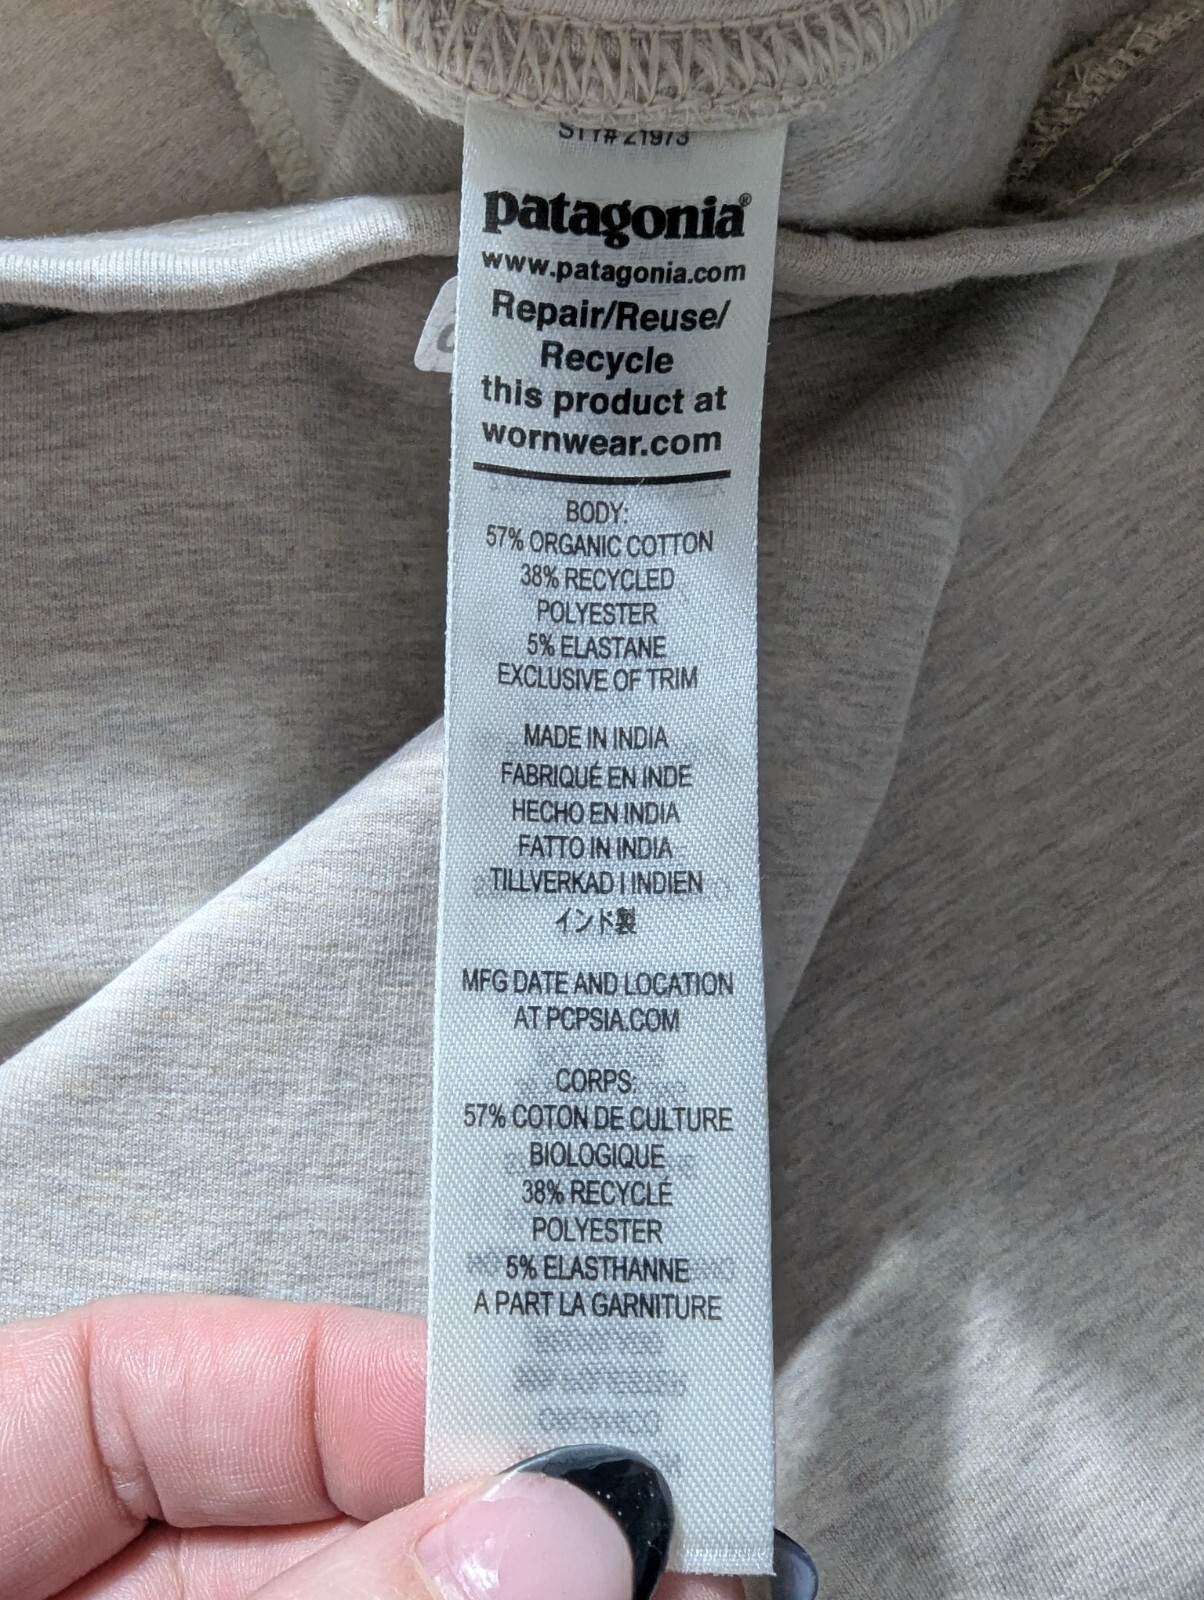 STY# 21973
patagonia®
www.patagonia.com
Repair/Reuse/
Recycle
this product at
wornwear.com
BODY:
57% ORGANIC COTTON
38% RECYCLED
POLYESTER
5% ELASTANE
EXCLUSIVE OF TRIM
MADE IN INDIA
FABRIQUÉ EN INDE
HECHO EN INDIA
FATTO IN INDIA
TILLVERKAD I INDIEN
インド製
MFG DATE AND LOCATION
AT PCPSIA.COM
CORPS:
57% COTON DE CULTURE
BIOLOGIQUE
38% RECYCLÉ
POLYESTER
5% ELASTHANNE
A PART LA GARNITURE